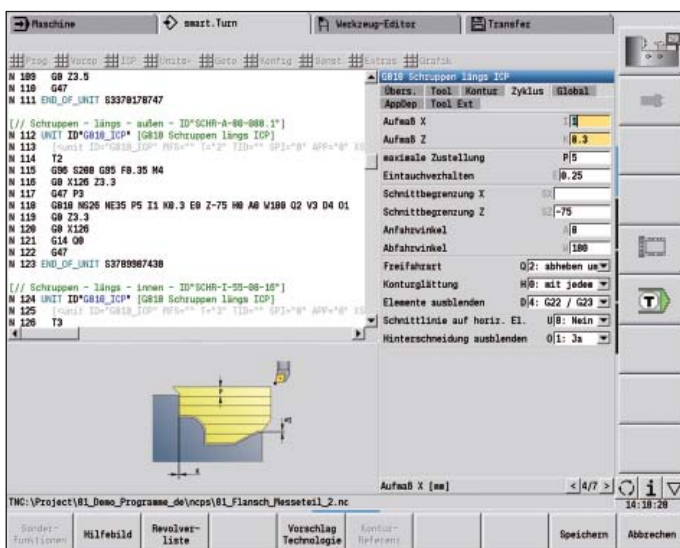 Maschine
smart.Turn
Werkzeug-Editor
Transfer
Prog Vorsp ICP Units- Goto Konfig Sonst Extras Grafik
N 109 G0 Z3.5
N 110 G47
N 111 END_OF_UNIT S3370178747
[// Schruppen - längs - außen - ID"SCHR-A-80-080.1"]
N 112 UNIT ID"G810_ICP" [G810 Schruppen längs ICP]
N 113
N 114 T2
N 115 G96 S280 G95 F0.35 M4
N 116 G0 X126 Z3.3
N 117 G47 P3
N 118 G810 NS26 NE35 P5 I1 K0.3 E0 Z-75 H0 A0 W180 Q2 V3 D4 O1
N 119 G0 Z3.3
N 120 G0 X126
N 121 G14 Q0
N 122 G47
N 123 END_OF_UNIT S3789987438
[// Schruppen - längs - innen - ID"SCHR-I-55-08-16"]
N 124 UNIT ID"G810_ICP" [G810 Schruppen längs ICP]
N 125
N 126 T3
G810 Schruppen längs ICP
Übers. Tool Kontur Zyklus Global
AppDep Tool Ext
Aufmaß X I 1
Aufmaß Z K 0.3
maximale Zustellung P 5
Eintauchverhalten E 0.25
Schnittbegrenzung X SX
Schnittbegrenzung Z SZ -75
Anfahrwinkel A 0
Abfahrwinkel W 180
Freifahrart Q 2: abheben un
Konturglättung H 0: mit jedem
Elemente ausblenden D 4: G22 / G23
Schnittlinie auf horiz. El. U 0: Nein
Hinterschneidung ausblenden O 1: Ja
P
K
Aufmaß X [mm] < 4/7 >
TNC:\Project\01_Demo_Programme_de\ncps\01_Flansch_Messeteil_2.nc
14:18:20
T
i
Sonder-
funktionen
Hilfebild
Revolver-
liste
Vorschlag
Technologie
Kontur-
Referenz
Speichern
Abbrechen